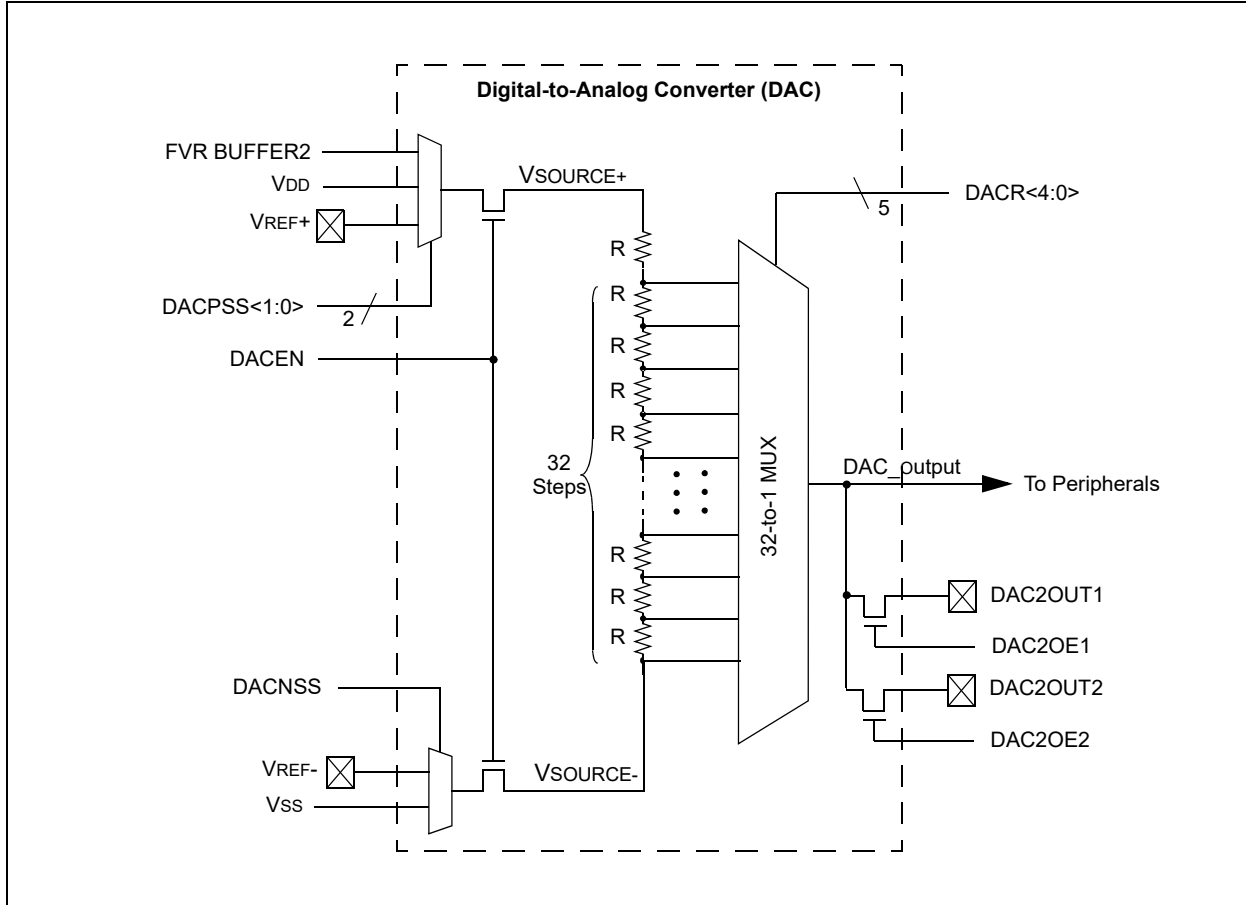 Digital-to-Analog Converter (DAC)
FVR BUFFER2
VDD
VREF+
DACPSS<1:0>
2
DACEN
VSOURCE+
R
R
R
R
R
32
Steps
R
R
R
32-to-1 MUX
5
DACR<4:0>
DAC_output
To Peripherals
DAC2OUT1
DAC2OE1
DAC2OUT2
DAC2OE2
DACNSS
VREF-
VSS
VSOURCE-